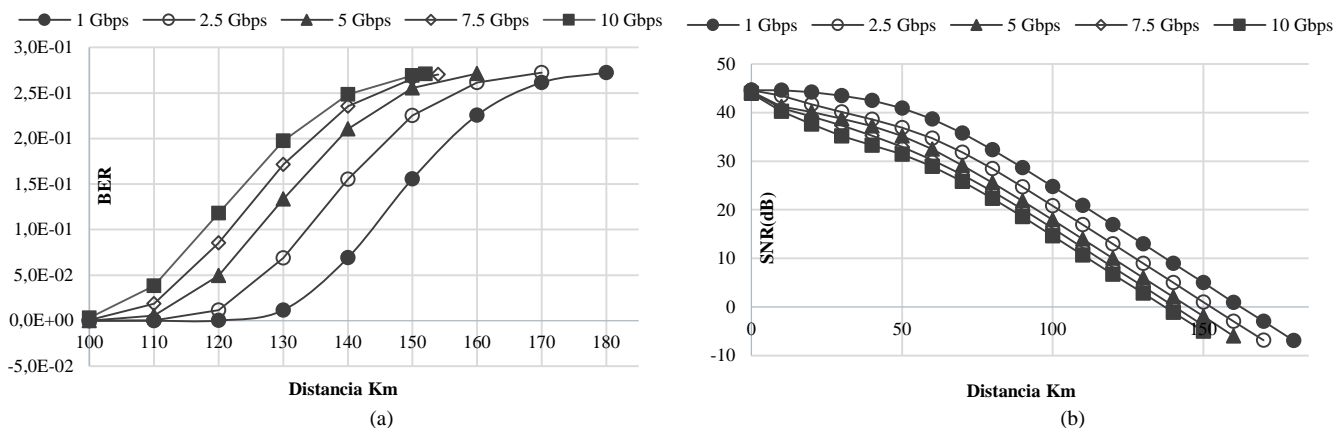 1 Gbps 2.5 Gbps 5 Gbps 7.5 Gbps 10 Gbps
3,0E-01
2,5E-01
2,0E-01
1,5E-01
1,0E-01
5,0E-02
0,0E+00
-5,0E-02
BER
100 110 120 130 140 150 160 170 180
Distancia Km
(a)
1 Gbps 2.5 Gbps 5 Gbps 7.5 Gbps 10 Gbps
50
40
30
20
10
0
-10
SNR(dB)
0 50 100 150
Distancia Km
(b)